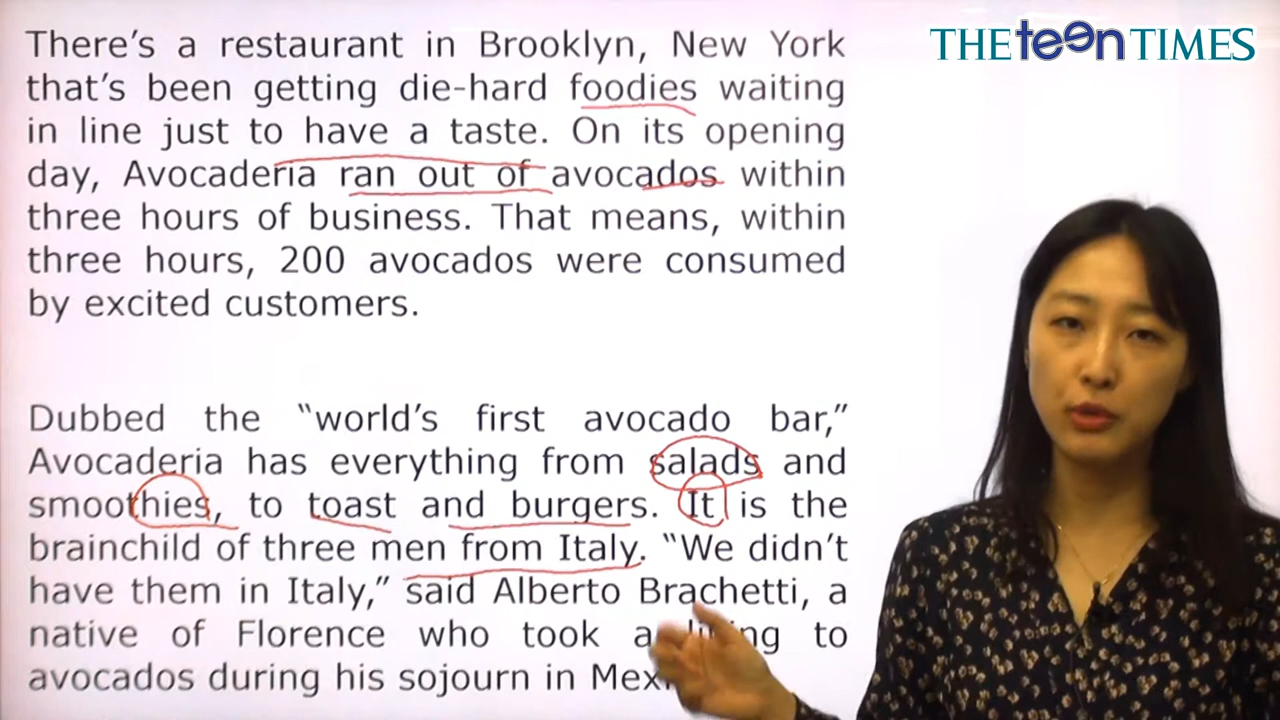 THE teen TIMES
There's a restaurant in Brooklyn, New York
that's been getting die-hard foodies waiting
in line just to have a taste. On its opening
day, Avocaderia ran out of avocados within
three hours of business. That means, within
three hours, 200 avocados were consumed
by excited customers.
Dubbed the “world's first avocado bar,”
Avocaderia has everything from salads and
smoothies, to toast and burgers. It is the
brainchild of three men from Italy. “We didn't
have them in Italy,” said Alberto Brachetti, a
native of Florence who took a to
avocados during his sojourn in